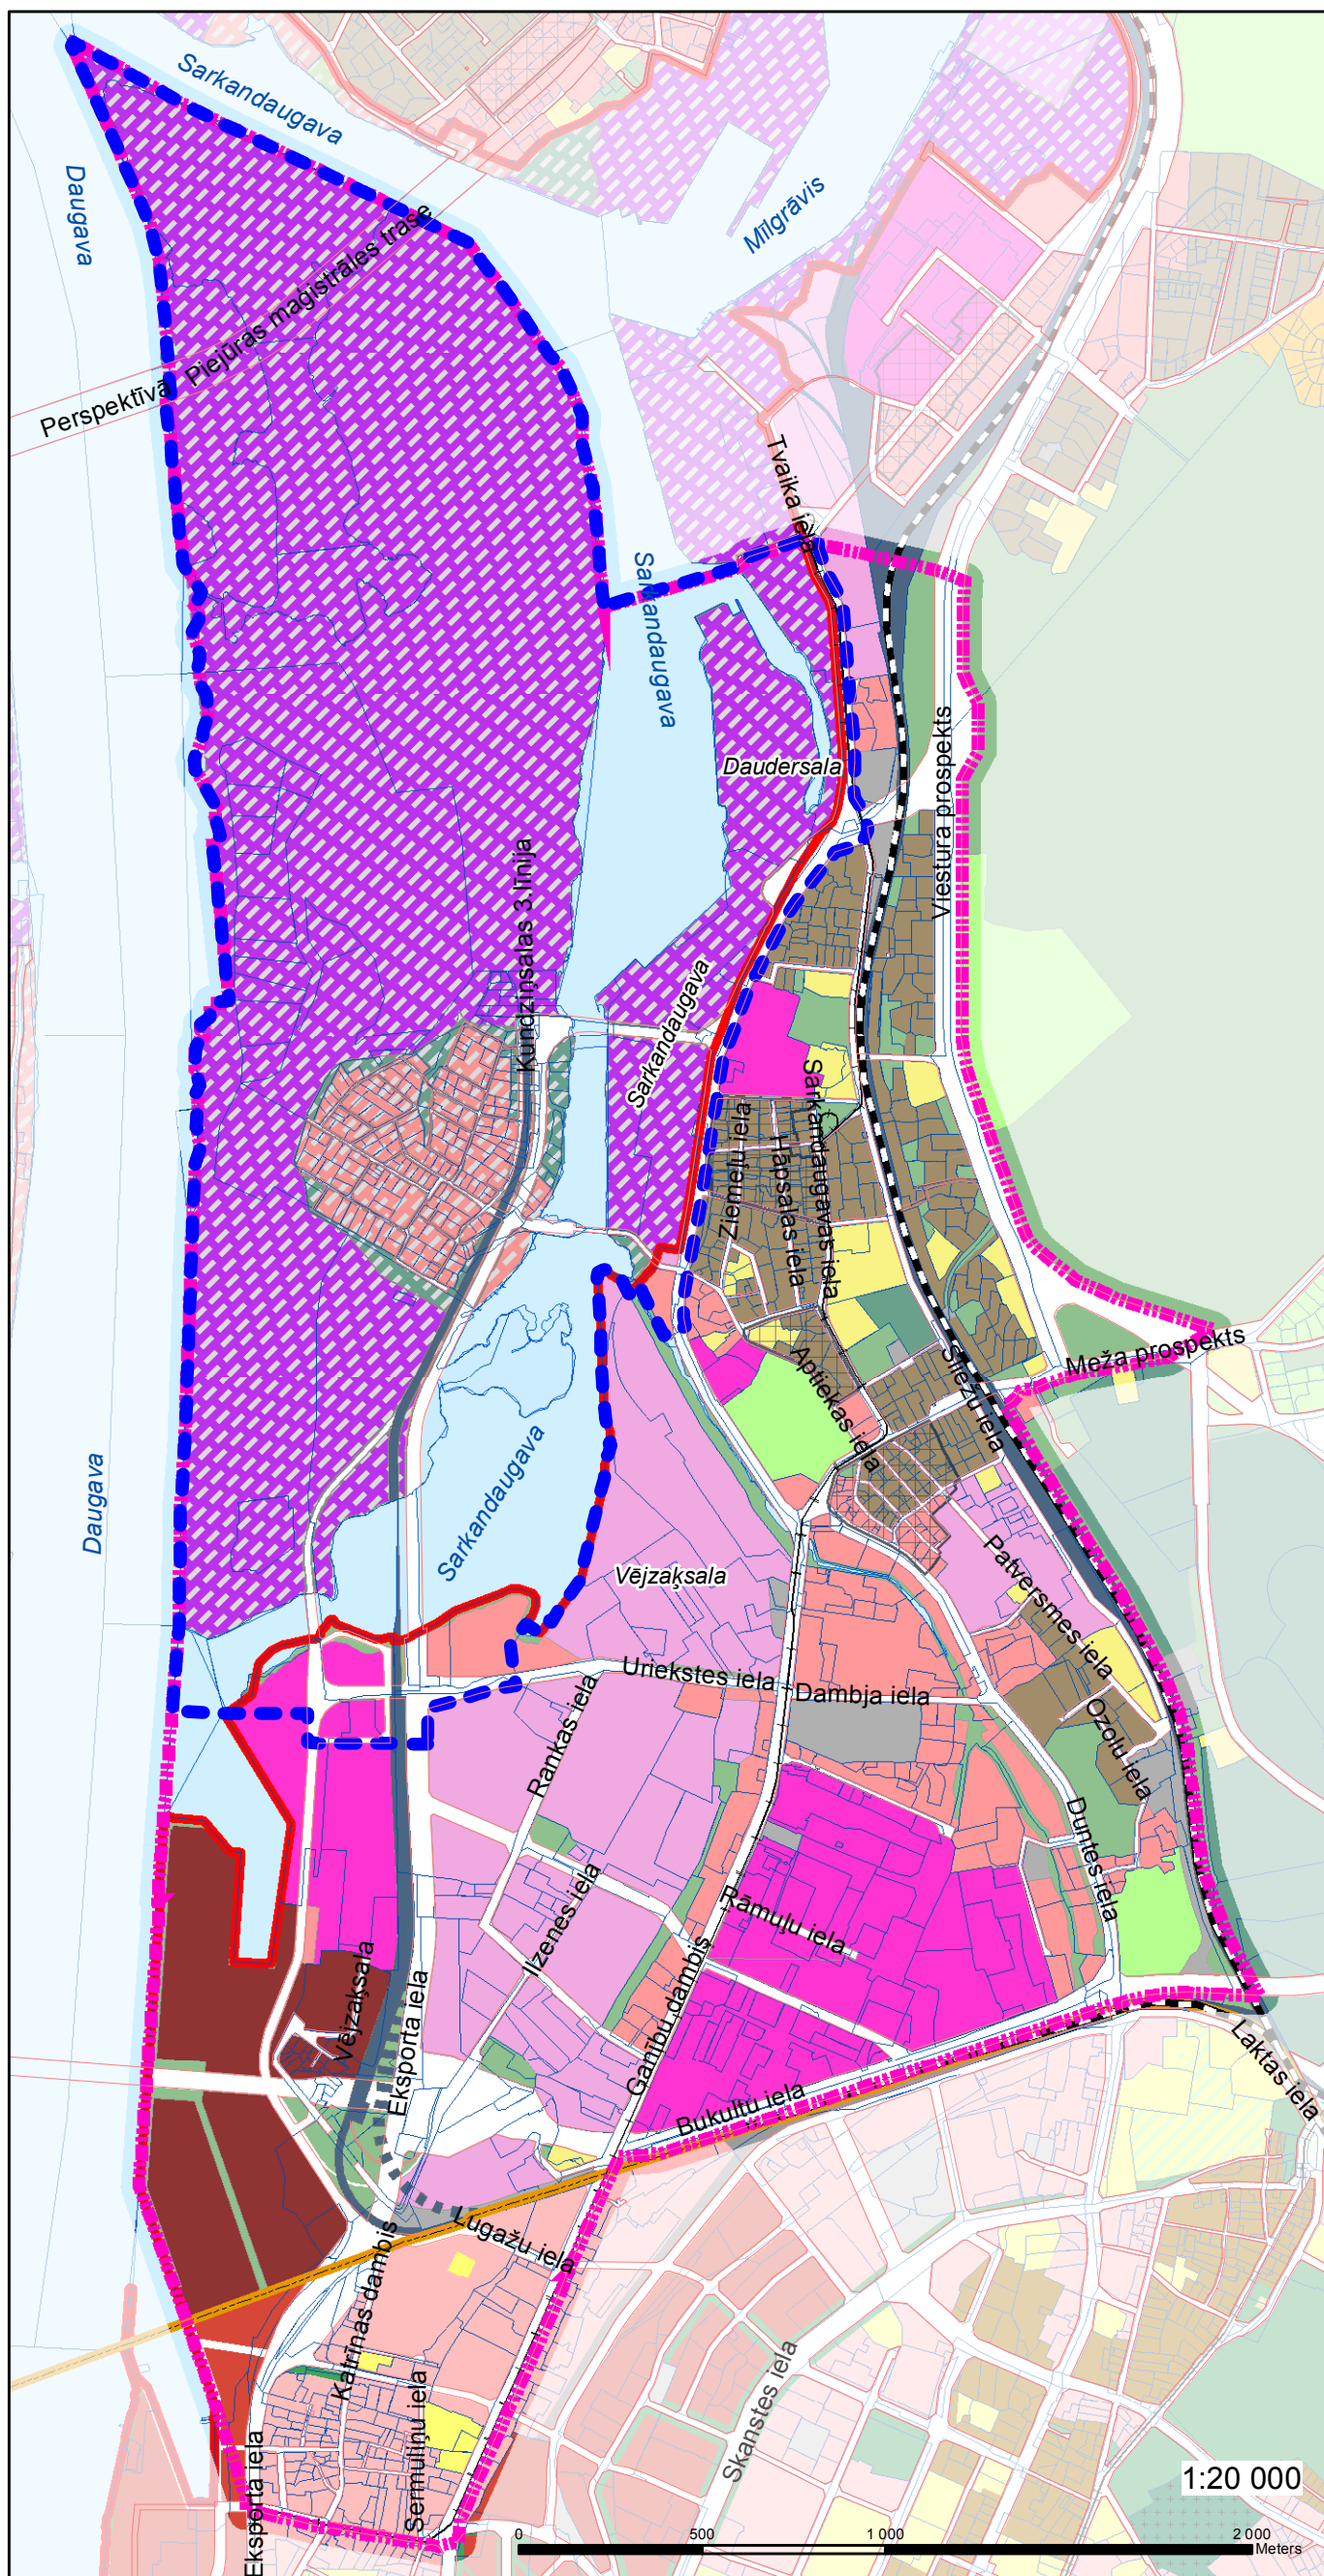 Sarkandaugava
Daugava
Mīlgrāvis
Perspektīvā Piejūras maģistrāles trase
Tvaika iela
Sarkandaugava
Daudersala
Viestura prospekts
Kundziņsalas 3.līnija
Sarkandaugava
Ziemeļu iela
Hāpsalas iela
Sarkandaugavas iela
Meža prospekts
Sliežu iela
Aptiekas iela
Daugava
Sarkandaugava
Vējzaķsala
Patversmes iela
Uriekstes iela
Dambja iela
Ozolu iela
Rankas iela
Duntes iela
Rāmuļu iela
Ilzenes iela
Vējzaķsala
Eksporta iela
Ganību dambis
Bukultu iela
Laktas iela
Lugažu iela
Katrīnas dambis
Skanstes iela
Sermuliņu iela
Eksporta iela
1:20 000
0 500 1 000 2 000
Meters